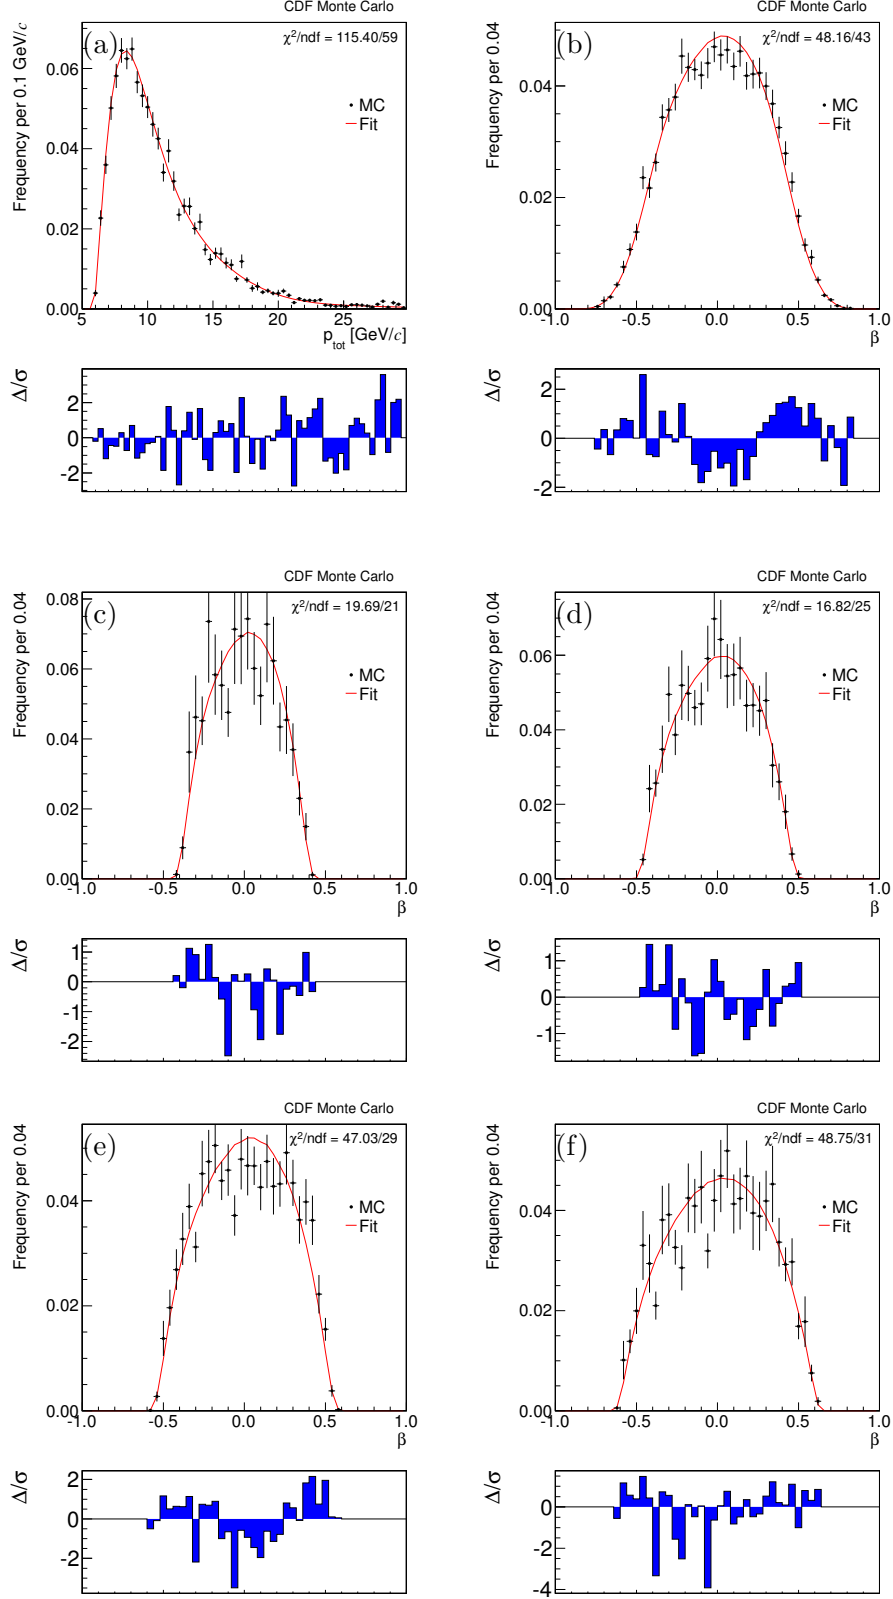 CDF Monte Carlo
(a)
χ²/ndf = 115.40/59
Frequency per 0.1 GeV/c
MC
Fit
0.06
0.04
0.02
0.00
5 10 15 20 25
p_tot [GeV/c]
Δ/σ
2
0
-2
CDF Monte Carlo
(b)
χ²/ndf = 48.16/43
Frequency per 0.04
MC
Fit
0.04
0.02
0.00
-1.0 -0.5 0.0 0.5 1.0
β
Δ/σ
2
0
-2
CDF Monte Carlo
(c)
χ²/ndf = 19.69/21
Frequency per 0.04
MC
Fit
0.08
0.06
0.04
0.02
0.00
-1.0 -0.5 0.0 0.5 1.0
β
Δ/σ
1
0
-1
-2
CDF Monte Carlo
(d)
χ²/ndf = 16.82/25
Frequency per 0.04
MC
Fit
0.06
0.04
0.02
0.00
-1.0 -0.5 0.0 0.5 1.0
β
Δ/σ
1
0
-1
CDF Monte Carlo
(e)
χ²/ndf = 47.03/29
Frequency per 0.04
MC
Fit
0.04
0.02
0.00
-1.0 -0.5 0.0 0.5 1.0
β
Δ/σ
2
0
-2
CDF Monte Carlo
(f)
χ²/ndf = 48.75/31
Frequency per 0.04
MC
Fit
0.04
0.02
0.00
-1.0 -0.5 0.0 0.5 1.0
β
Δ/σ
2
0
-2
-4